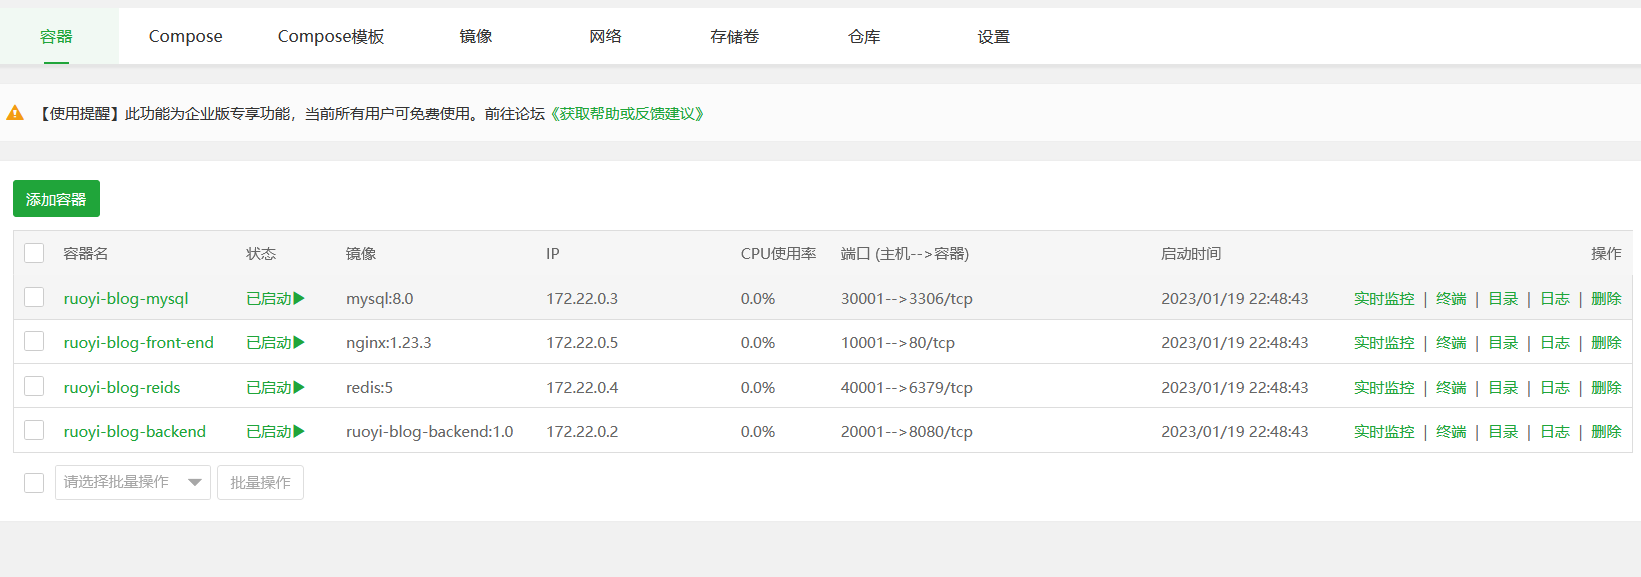 容器 Compose Compose模板 镜像 网络 存储卷 仓库 设置
【使用提醒】此功能为企业版专享功能，当前所有用户可免费使用。前往论坛《获取帮助或反馈建议》
添加容器
容器名 状态 镜像 IP CPU使用率 端口 (主机-->容器) 启动时间 操作
ruoyi-blog-mysql 已启动 mysql:8.0 172.22.0.3 0.0% 30001-->3306/tcp 2023/01/19 22:48:43 实时监控 | 终端 | 目录 | 日志 | 删除
ruoyi-blog-front-end 已启动 nginx:1.23.3 172.22.0.5 0.0% 10001-->80/tcp 2023/01/19 22:48:43 实时监控 | 终端 | 目录 | 日志 | 删除
ruoyi-blog-reids 已启动 redis:5 172.22.0.4 0.0% 40001-->6379/tcp 2023/01/19 22:48:43 实时监控 | 终端 | 目录 | 日志 | 删除
ruoyi-blog-backend 已启动 ruoyi-blog-backend:1.0 172.22.0.2 0.0% 20001-->8080/tcp 2023/01/19 22:48:43 实时监控 | 终端 | 目录 | 日志 | 删除
请选择批量操作 批量操作